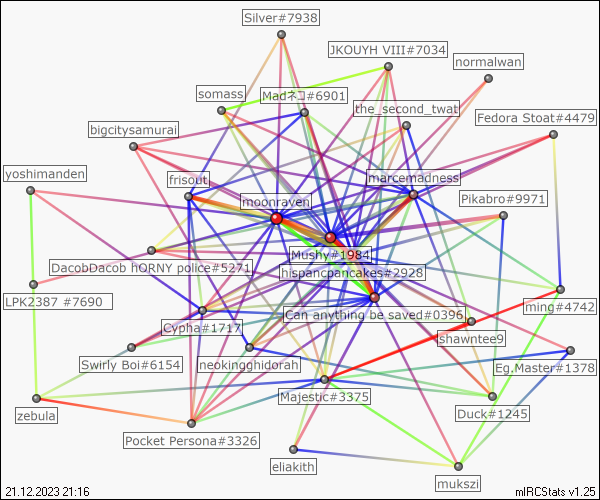 Silver#7938
JKOUYH VIII#7034
normalwan
somass
Madネコ#6901
the_second_twat
Fedora Stoat#4479
bigcitysamurai
yoshimanden
frisout
marcemadness
moonraven
Pikabro#9971
Mushy#1984
DacobDacob hORNY police#5271
hispancpancakes#2928
LPK2387 #7690
Can anything be saved#0396
ming#4742
Cypha#1717
shawntee9
Swirly Boi#6154
neokingghidorah
Eg.Master#1378
Majestic#3375
zebula
Duck#1245
Pocket Persona#3326
eliakith
mukszi
21.12.2023 21:16
mIRCStats v1.25